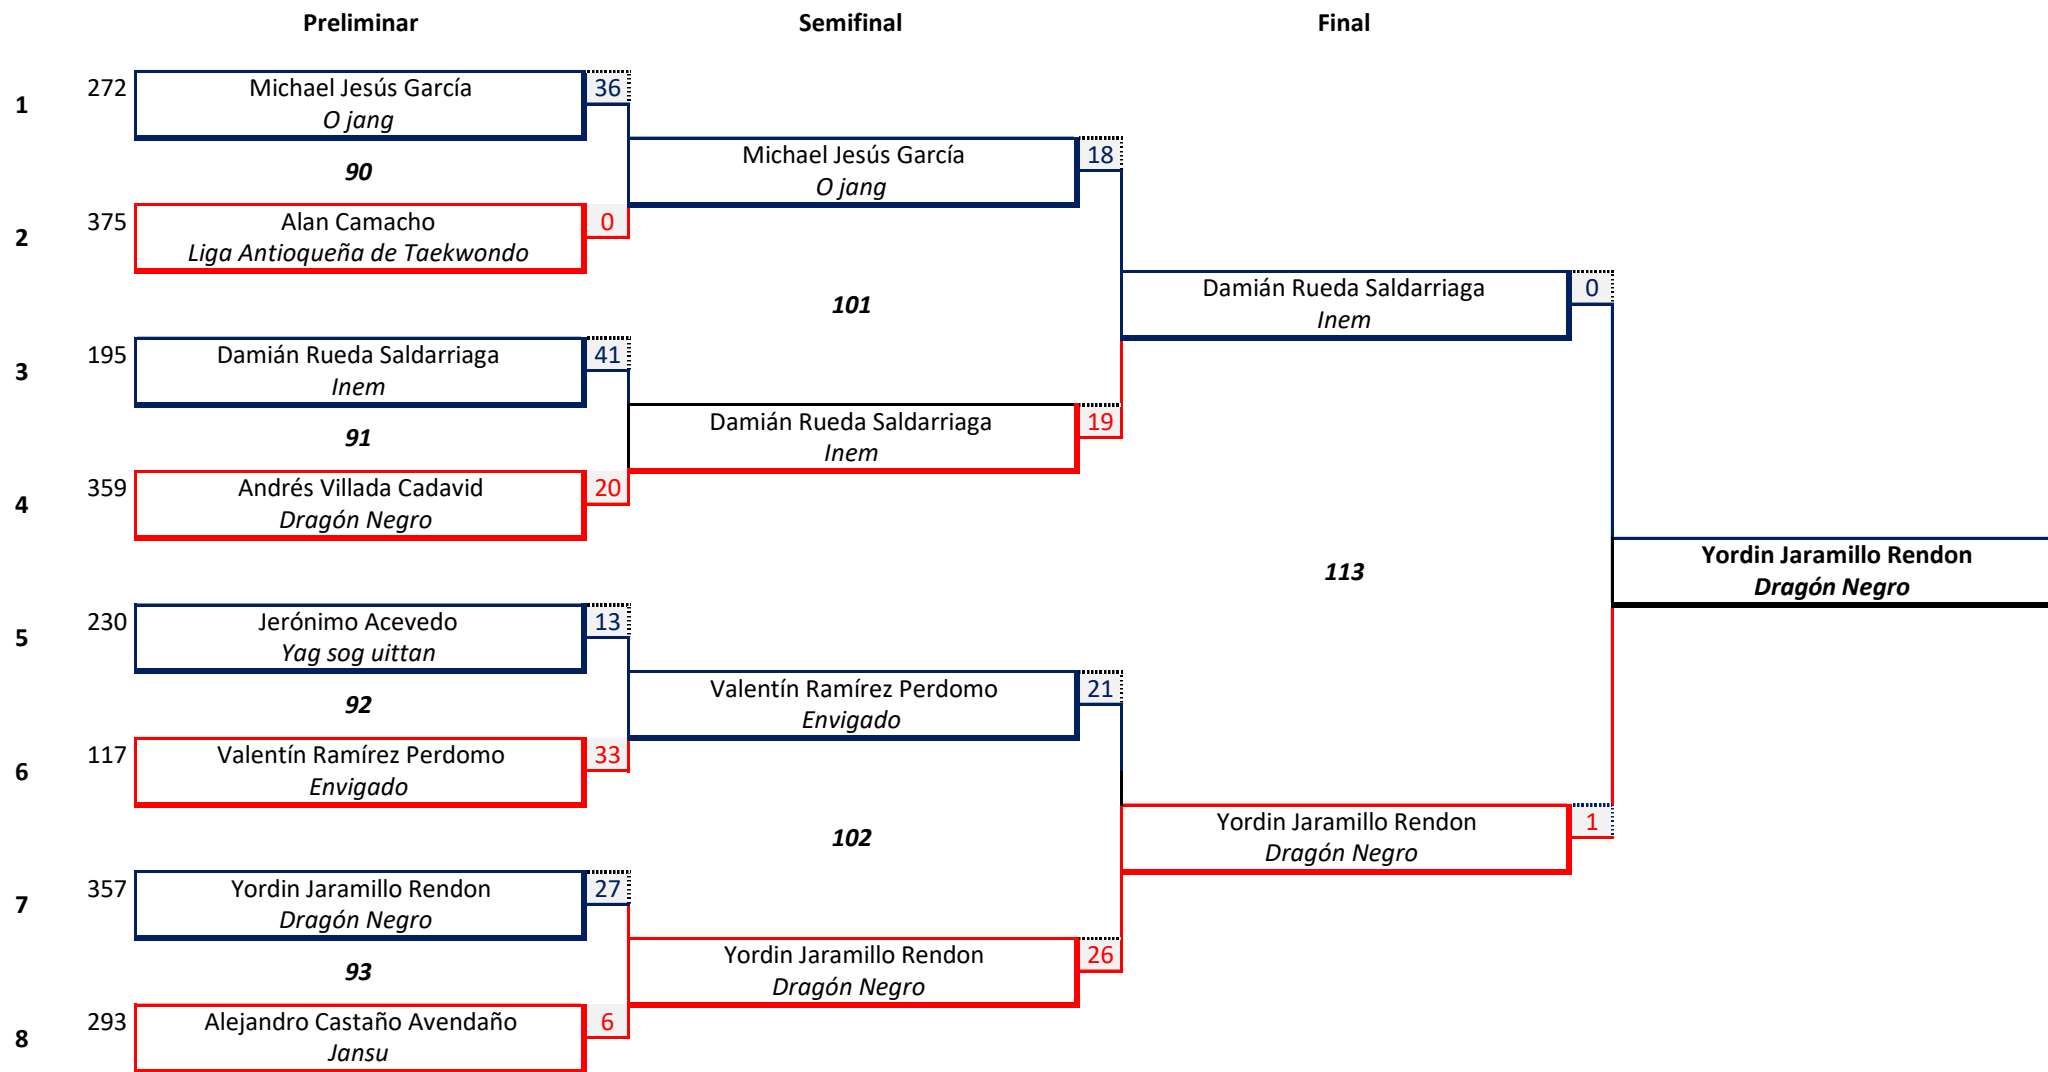 Preliminar
Semifinal
Final
1
272
Michael Jesús García
O jang
36
90
2
375
Alan Camacho
Liga Antioqueña de Taekwondo
0
Michael Jesús García
O jang
18
101
3
195
Damián Rueda Saldarriaga
Inem
41
91
4
359
Andrés Villada Cadavid
Dragón Negro
20
Damián Rueda Saldarriaga
Inem
19
Damián Rueda Saldarriaga
Inem
0
113
5
230
Jerónimo Acevedo
Yag sog uittan
13
92
6
117
Valentín Ramírez Perdomo
Envigado
33
Valentín Ramírez Perdomo
Envigado
21
102
7
357
Yordin Jaramillo Rendon
Dragón Negro
27
93
8
293
Alejandro Castaño Avendaño
Jansu
6
Yordin Jaramillo Rendon
Dragón Negro
26
Yordin Jaramillo Rendon
Dragón Negro
1
Yordin Jaramillo Rendon
Dragón Negro